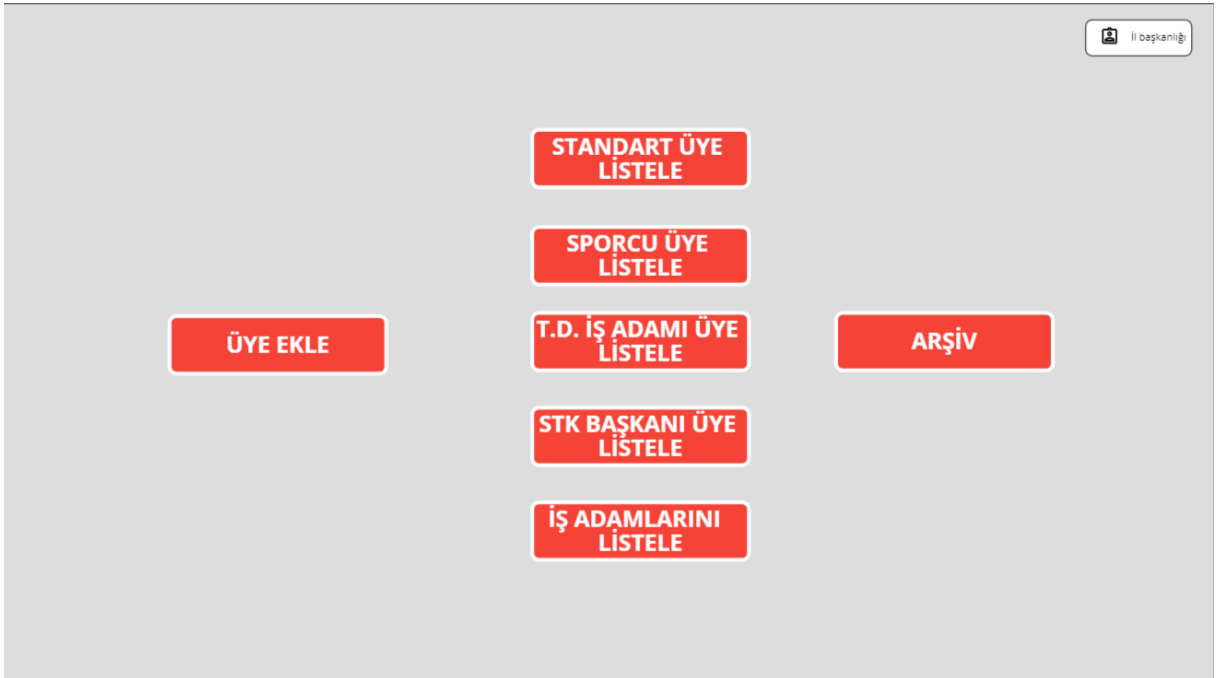 İl başkanlığı
STANDART ÜYE
LİSTELE
SPORCU ÜYE
LİSTELE
ÜYE EKLE
T.D. İŞ ADAMI ÜYE
LİSTELE
ARŞİV
STK BAŞKANI ÜYE
LİSTELE
İŞ ADAMLARINI
LİSTELE